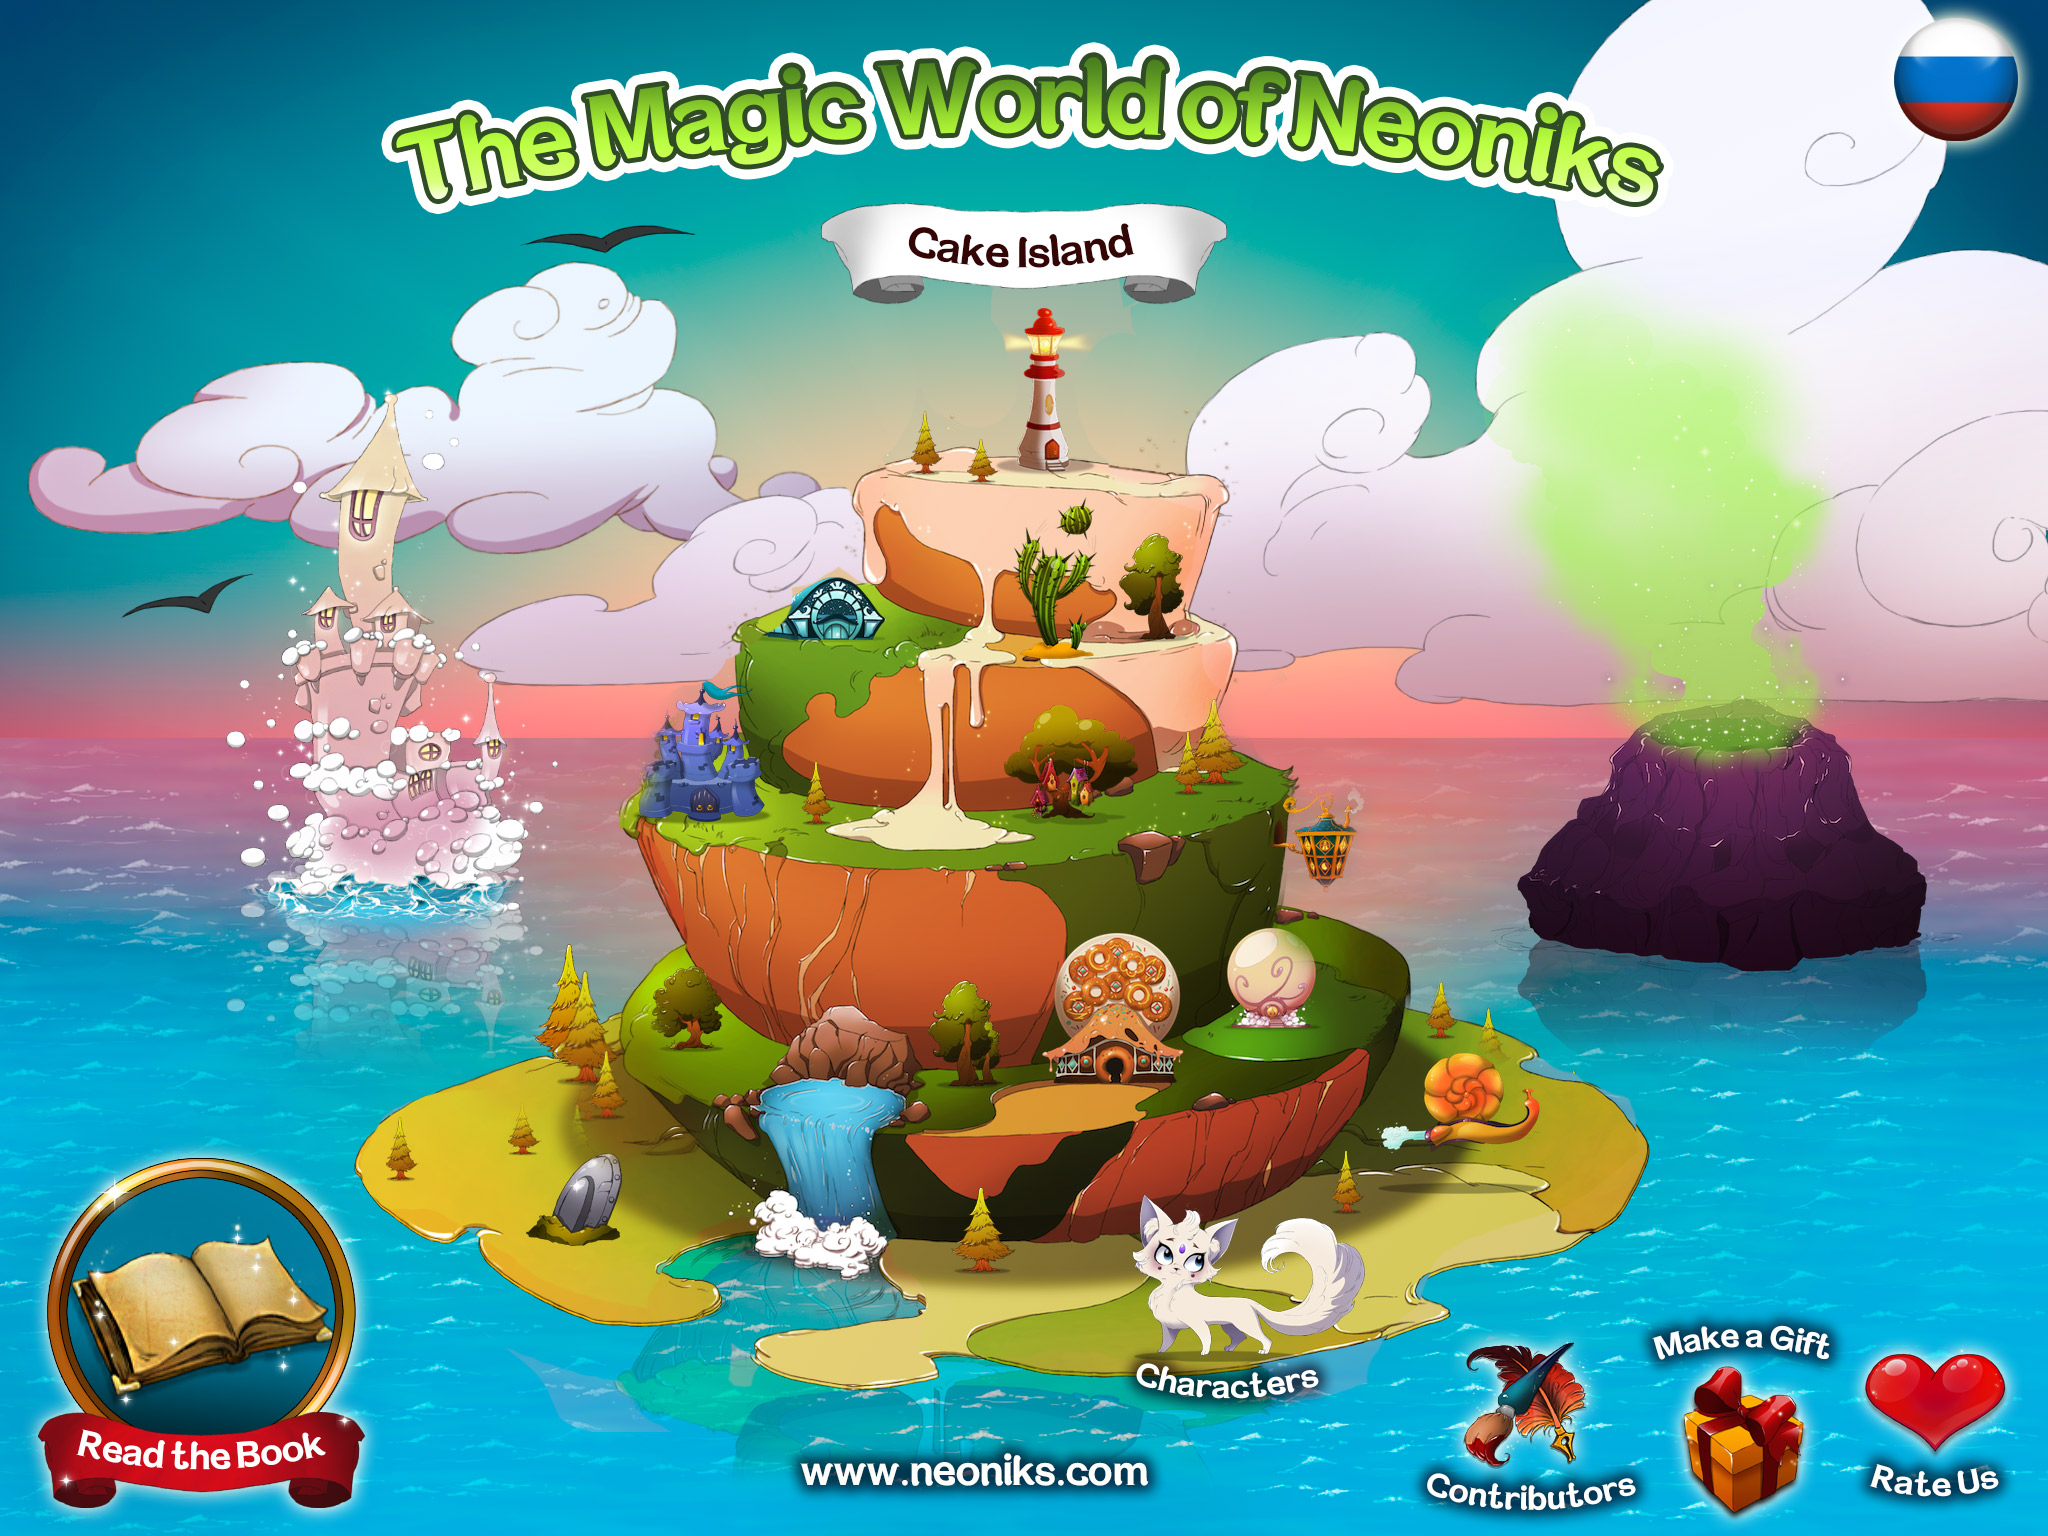 The Magic World of Neoniks
Cake Island
Read the Book
Characters
www.neoniks.com
Contributors
Make a Gift
Rate Us